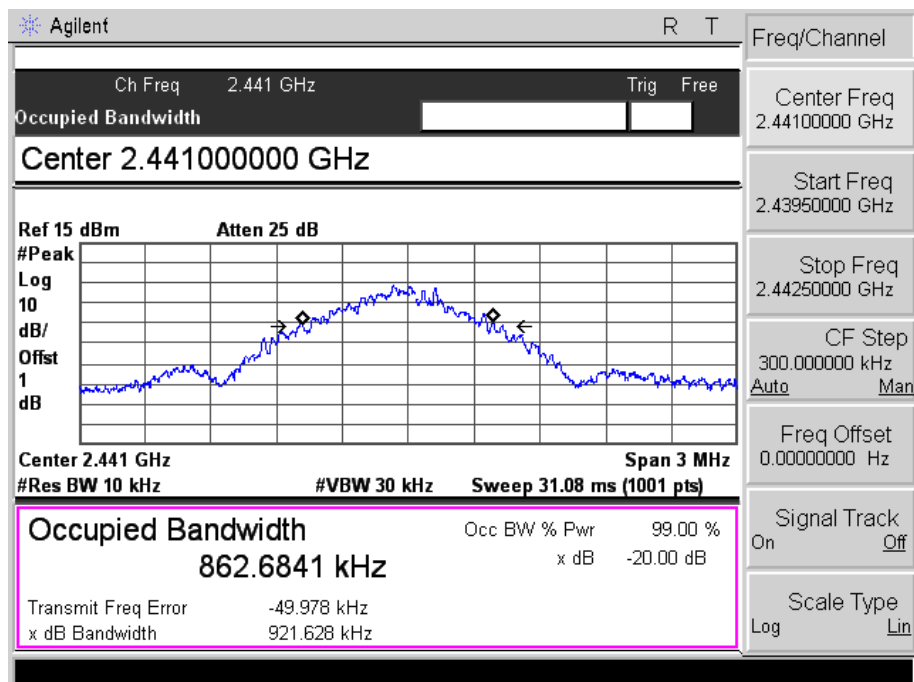 Agilent R T
Freq/Channel
Ch Freq 2.441 GHz Trig Free
Occupied Bandwidth
Center 2.441000000 GHz
Ref 15 dBm Atten 25 dB
#Peak
Log
10
dB/
Offst
1
dB
Center 2.441 GHz Span 3 MHz
#Res BW 10 kHz #VBW 30 kHz Sweep 31.08 ms (1001 pts)
Occupied Bandwidth Occ BW % Pwr 99.00 %
862.6841 kHz x dB -20.00 dB
Transmit Freq Error -49.978 kHz
x dB Bandwidth 921.628 kHz
Center Freq
2.44100000 GHz
Start Freq
2.43950000 GHz
Stop Freq
2.44250000 GHz
CF Step
300.000000 kHz
Auto Man
Freq Offset
0.00000000 Hz
Signal Track
On Off
Scale Type
Log Lin